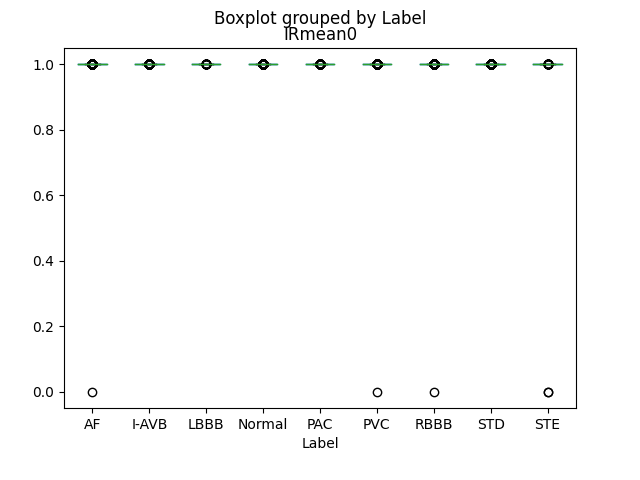 Boxplot grouped by Label
IRmean0
1.0
0.8
0.6
0.4
0.2
0.0
AF I-AVB LBBB Normal PAC PVC RBBB STD STE
Label